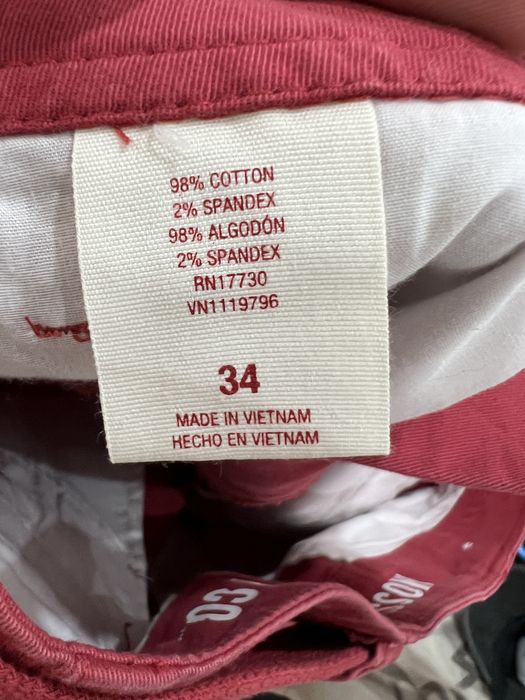 98% COTTON
2% SPANDEX
98% ALGODÓN
2% SPANDEX
RN17730
VN1119796
34
MADE IN VIETNAM
HECHO EN VIETNAM